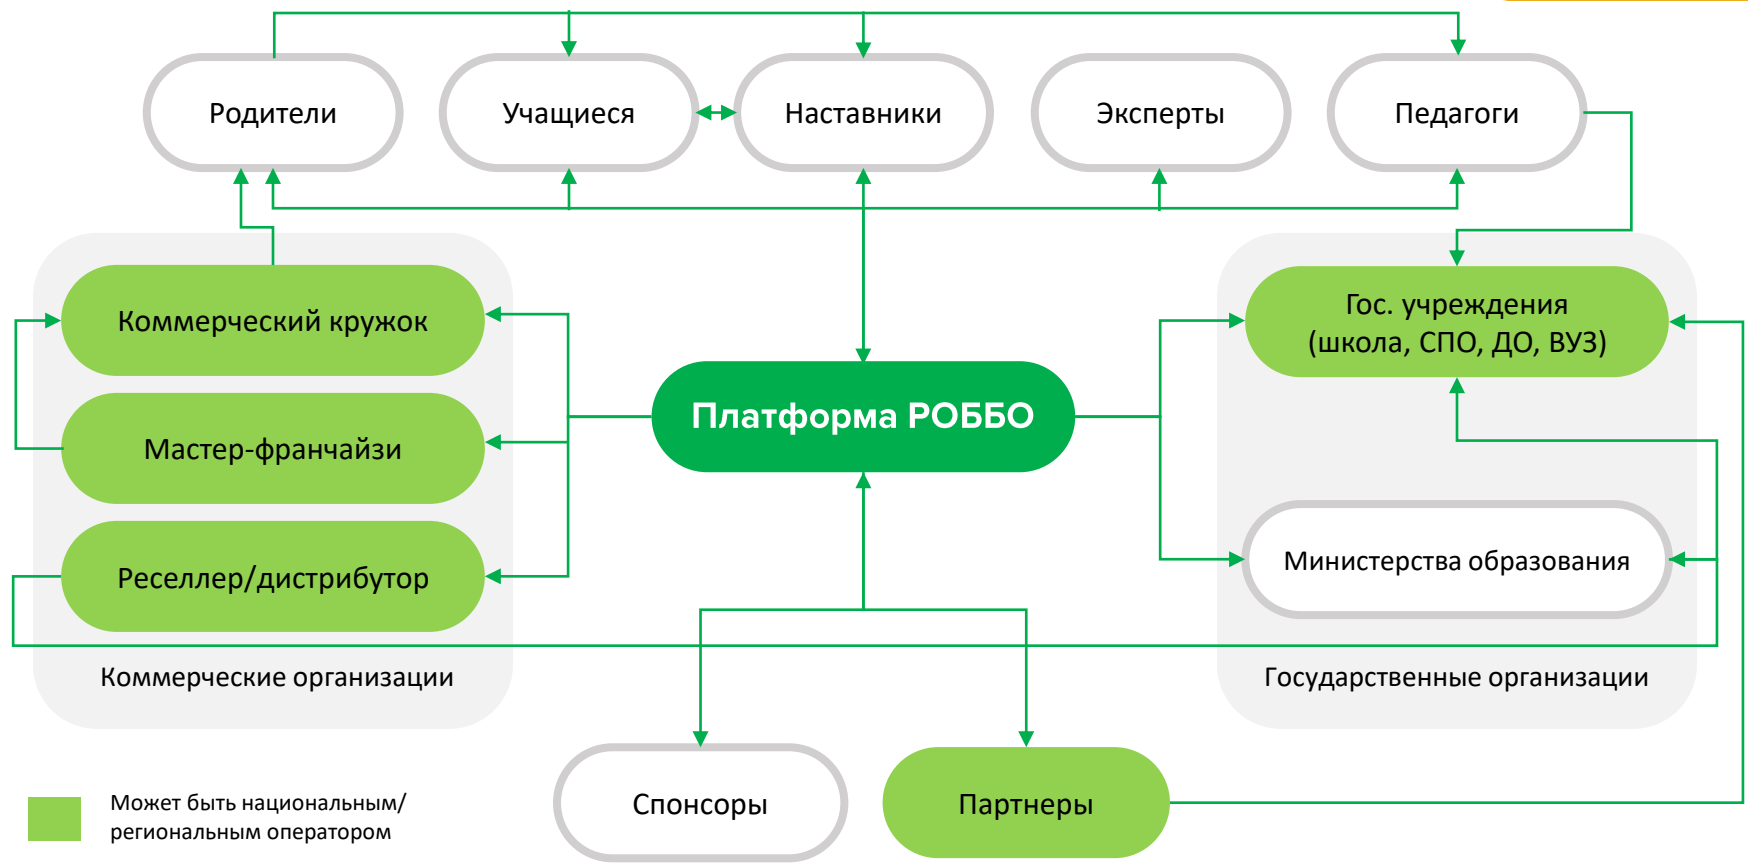 Родители
Учащиеся
Наставники
Эксперты
Педагоги
Коммерческий кружок
Мастер-франчайзи
Реселлер/дистрибутор
Коммерческие организации
Платформа РОББО
Гос. учреждения
(школа, СПО, ДО, ВУЗ)
Министерства образования
Государственные организации
Спонсоры
Партнеры
Может быть национальным/
региональным оператором